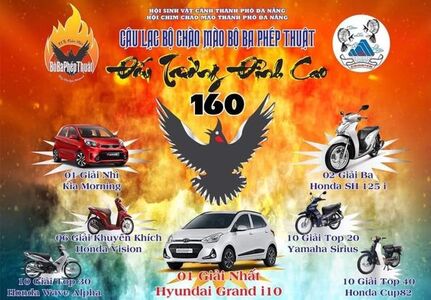 HỘI SINH VẬT CẢNH THÀNH PHỐ ĐÀ NẴNG
HỘI CHIM CHÀO MÀO THÀNH PHỐ ĐÀ NẴNG
CÂU LẠC BỘ CHÀO MÀO BỘ BA PHÉP THUẬT
Bộ Ba Phép Thuật
Đấu Trường Đỉnh Cao
160
01 Giải Nhì
Kia Morning
02 Giải Ba
Honda SH 125 i
06 Giải Khuyến Khích
Honda Vision
10 Giải Top 20
Yamaha Sirius
01 Giải Nhất
Hyundai Grand i10
10 Giải Top 30
Honda Wave Alpha
10 Giải Top 40
Honda Cup82